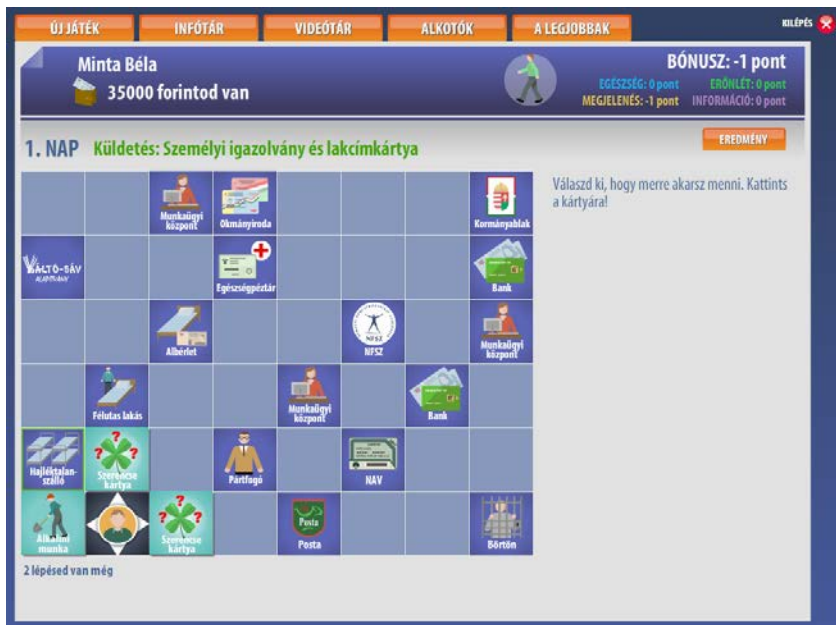 ÚJ JÁTÉK
INFÓTÁR
VIDEÓTÁR
ALKOTÓK
A LEGJOBBAK
KILÉPÉS
Minta Béla
35000 forintod van
BÓNUSZ: -1 pont
EGÉSZSÉG: 0 pont ERŐNLÉT: 0 pont
MEGJELENÉS: -1 pont INFORMÁCIÓ: 0 pont
1. NAP Küldetés: Személyi igazolvány és lakcímkártya
EREDMÉNY
Válaszd ki, hogy merre akarsz menni. Kattints
a kártyára!
Munkaügyi
központ
Okmányiroda
Kormányablak
VÁLTÓ-SÁV
ALAPÍTVÁNY
Egészségpéztár
Bank
Albérlet
NFSZ
NFSZ
Munkaügyi
központ
Félutas lakás
Munkaügyi
központ
Bank
Hajléktalan-
szálló
Szerencse
kártya
Pártfogó
NAV
Alkalmi
munka
Szerencse
kártya
Posta
Posta
Börtön
2 lépésed van még